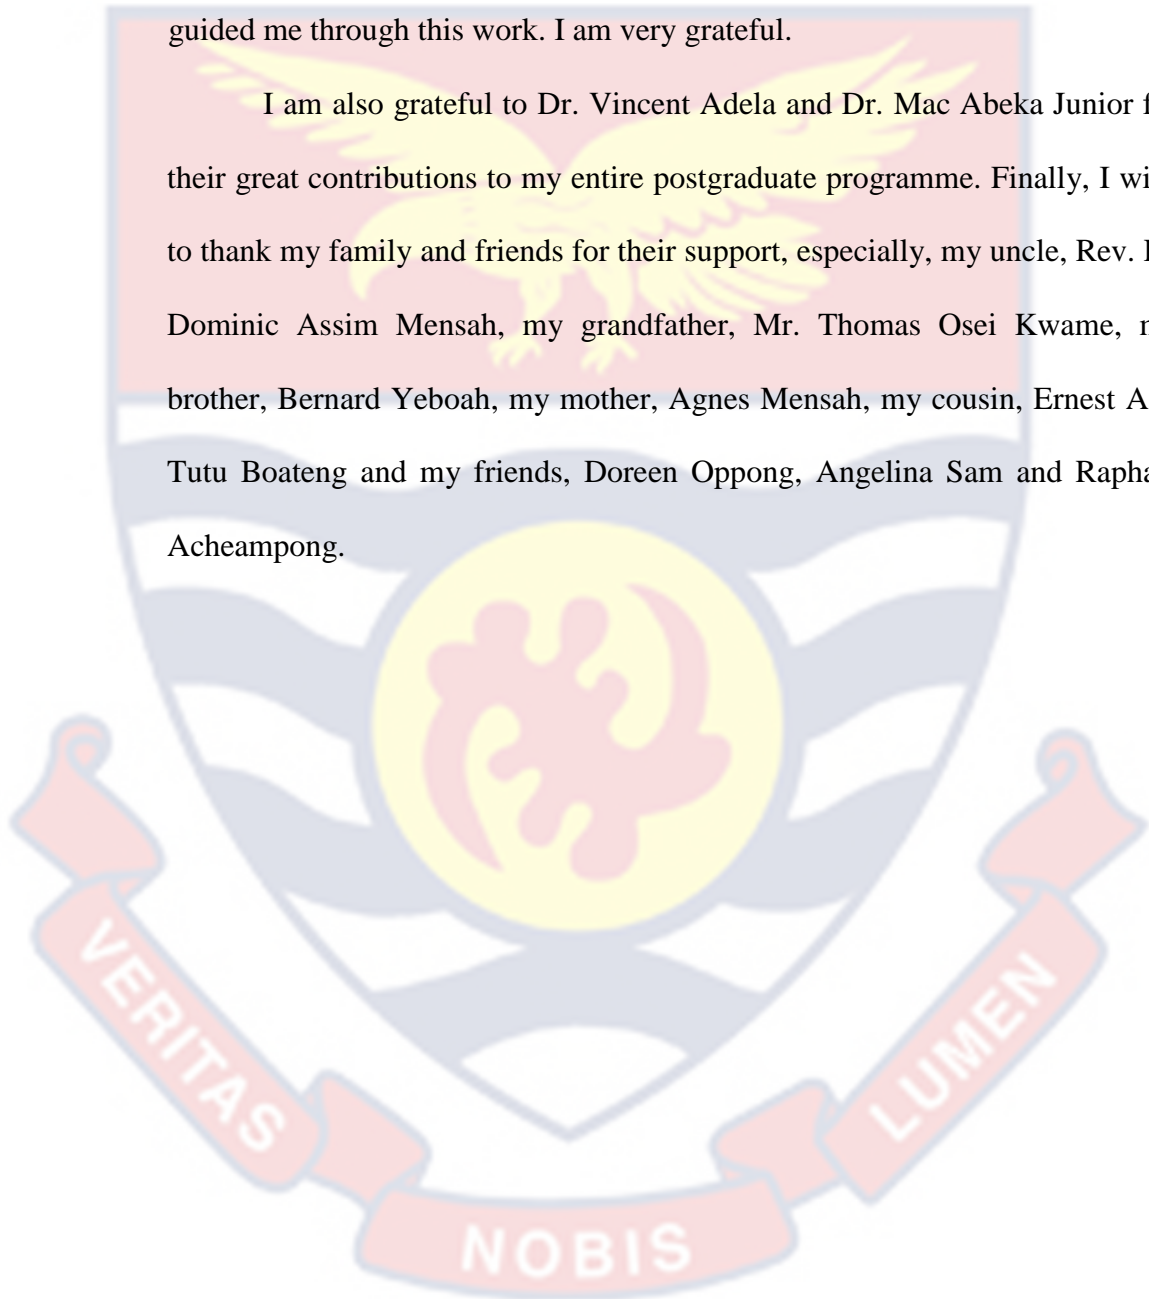 guided me through this work. I am very grateful.
I am also grateful to Dr. Vincent Adela and Dr. Mac Abeka Junior f
their great contributions to my entire postgraduate programme. Finally, I wi
to thank my family and friends for their support, especially, my uncle, Rev.
Dominic Assim Mensah, my grandfather, Mr. Thomas Osei Kwame,
brother, Bernard Yeboah, my mother, Agnes Mensah, my cousin, Ernest A
Tutu Boateng and my friends, Doreen Oppong, Angelina Sam and Rapha
Acheampong.
VERITAS
NOBIS
LUMEN